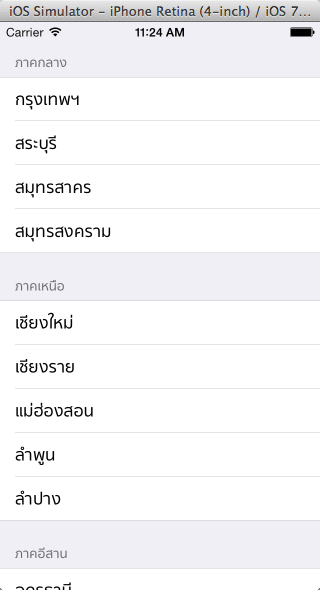 iOS Simulator - iPhone Retina (4-inch) / iOS 7...
Carrier 11:24 AM
ภาคกลาง
กรุงเทพฯ
สระบุรี
สมุทรสาคร
สมุทรสงคราม
ภาคเหนือ
เชียงใหม่
เชียงราย
แม่ฮ่องสอน
ลำพูน
ลำปาง
ภาคอีสาน